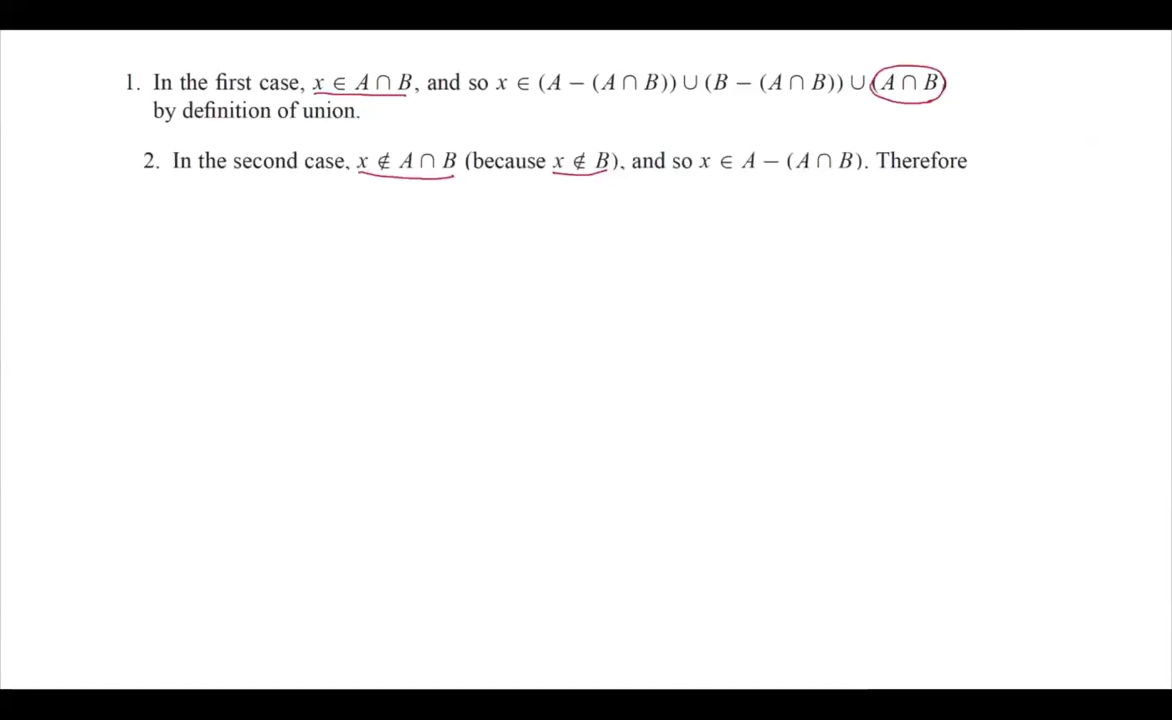 1. In the first case, x ∈ A ∩ B, and so x ∈ (A − (A ∩ B)) ∪ (B − (A ∩ B)) ∪ (A ∩ B)
by definition of union.
2. In the second case, x ∉ A ∩ B (because x ∉ B), and so x ∈ A − (A ∩ B). Therefore